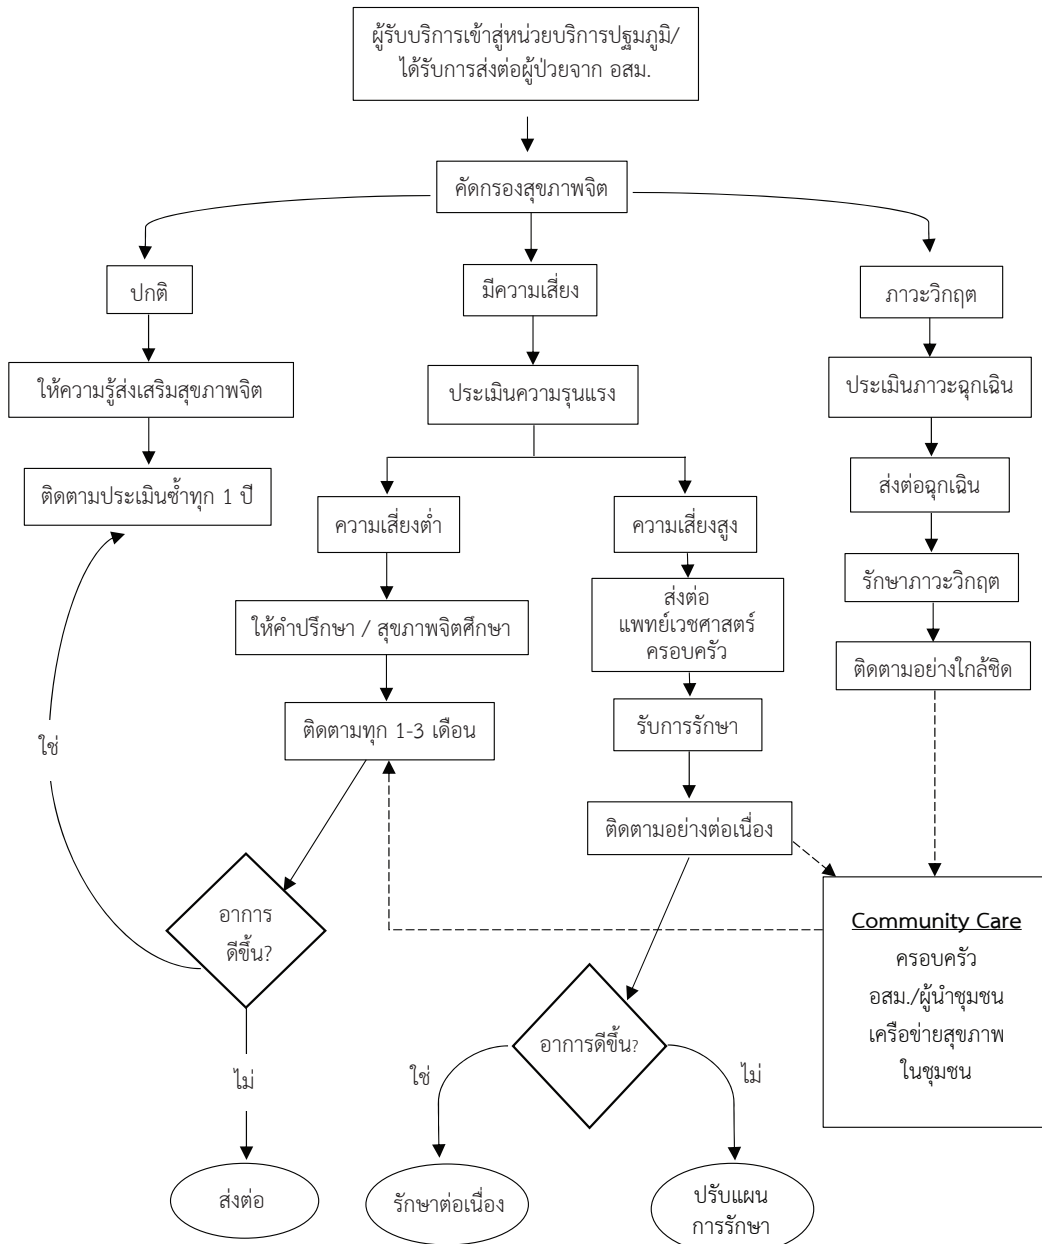 ผู้รับบริการเข้าสู่หน่วยบริการปฐมภูมิ/
ได้รับการส่งต่อผู้ป่วยจาก อสม.
คัดกรองสุขภาพจิต
ปกติ
มีความเสี่ยง
ภาวะวิกฤต
ให้ความรู้ส่งเสริมสุขภาพจิต
ประเมินความรุนแรง
ประเมินภาวะฉุกเฉิน
ติดตามประเมินซ้ำทุก 1 ปี
ความเสี่ยงต่ำ
ความเสี่ยงสูง
ส่งต่อฉุกเฉิน
ให้คำปรึกษา / สุขภาพจิตศึกษา
ส่งต่อ
แพทย์เวชศาสตร์
ครอบครัว
รักษาภาวะวิกฤต
ติดตามอย่างใกล้ชิด
ใช่
ติดตามทุก 1-3 เดือน
รับการรักษา
ติดตามอย่างต่อเนื่อง
อาการ
ดีขึ้น?
Community Care
ครอบครัว
อสม./ผู้นำชุมชน
เครือข่ายสุขภาพ
ในชุมชน
อาการดีขึ้น?
ไม่
ใช่
ไม่
ส่งต่อ
รักษาต่อเนื่อง
ปรับแผน
การรักษา